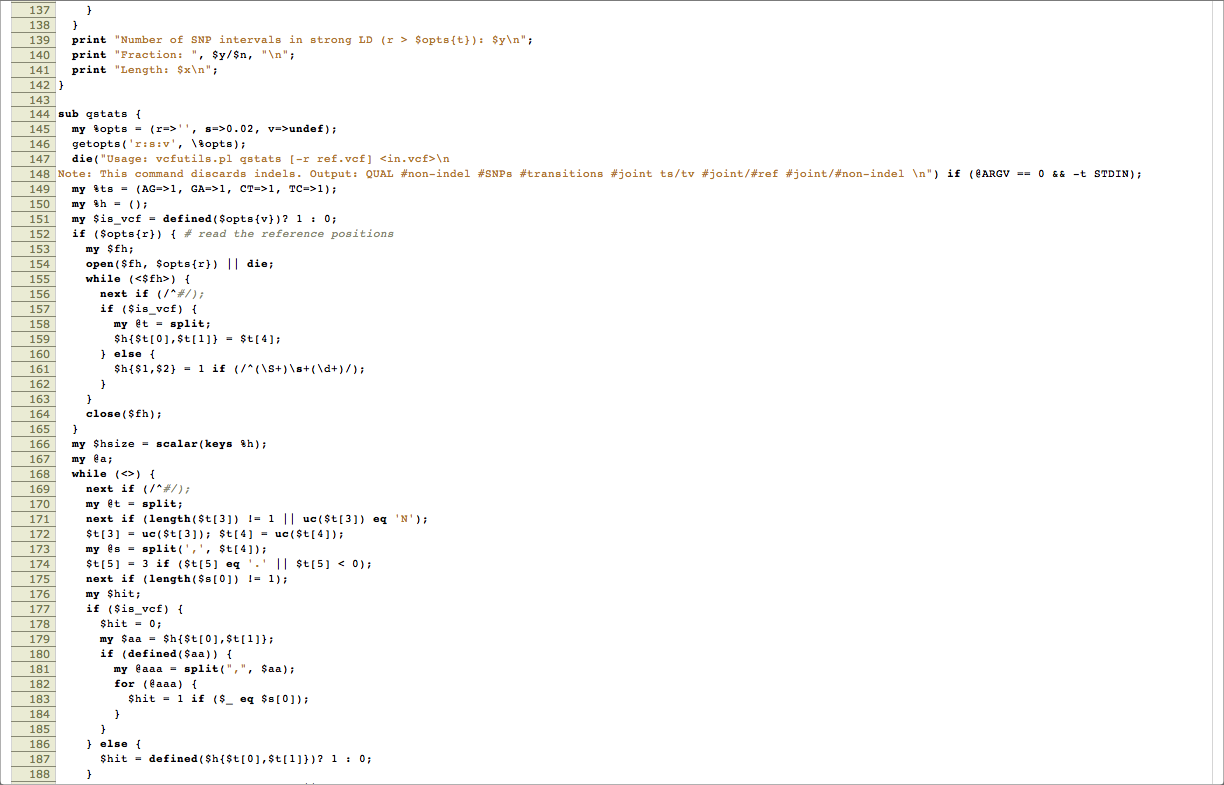 137     }
138   }
139   print "Number of SNP intervals in strong LD (r > $opts{t}): $y\n";
140   print "Fraction: ", $y/$n, "\n";
141   print "Length: $x\n";
142 }
143
144 sub qstats {
145   my %opts = (r=>'', s=>0.02, v=>undef);
146   getopts('r:s:v', \%opts);
147   die("Usage: vcfutils.pl qstats [-r ref.vcf] <in.vcf>\n
148 Note: This command discards indels. Output: QUAL #non-indel #SNPs #transitions #joint ts/tv #joint/#ref #joint/#non-indel \n") if (@ARGV == 0 && -t STDIN);
149   my %ts = (AG=>1, GA=>1, CT=>1, TC=>1);
150   my %h = ();
151   my $is_vcf = defined($opts{v})? 1 : 0;
152   if ($opts{r}) { # read the reference positions
153     my $fh;
154     open($fh, $opts{r}) || die;
155     while (<$fh>) {
156       next if (/^#/);
157       if ($is_vcf) {
158         my @t = split;
159         $h{$t[0],$t[1]} = $t[4];
160       } else {
161         $h{$1,$2} = 1 if (/^(\S+)\s+(\d+)/);
162       }
163     }
164     close($fh);
165   }
166   my $hsize = scalar(keys %h);
167   my @a;
168   while (<>) {
169     next if (/^#/);
170     my @t = split;
171     next if (length($t[3]) != 1 || uc($t[3]) eq 'N');
172     $t[3] = uc($t[3]); $t[4] = uc($t[4]);
173     my @s = split(',', $t[4]);
174     $t[5] = 3 if ($t[5] eq '.' || $t[5] < 0);
175     next if (length($s[0]) != 1);
176     my $hit;
177     if ($is_vcf) {
178       $hit = 0;
179       my $aa = $h{$t[0],$t[1]};
180       if (defined($aa)) {
181         my @aaa = split(",", $aa);
182         for (@aaa) {
183           $hit = 1 if ($_ eq $s[0]);
184         }
185       }
186     } else {
187       $hit = defined($h{$t[0],$t[1]})? 1 : 0;
188     }